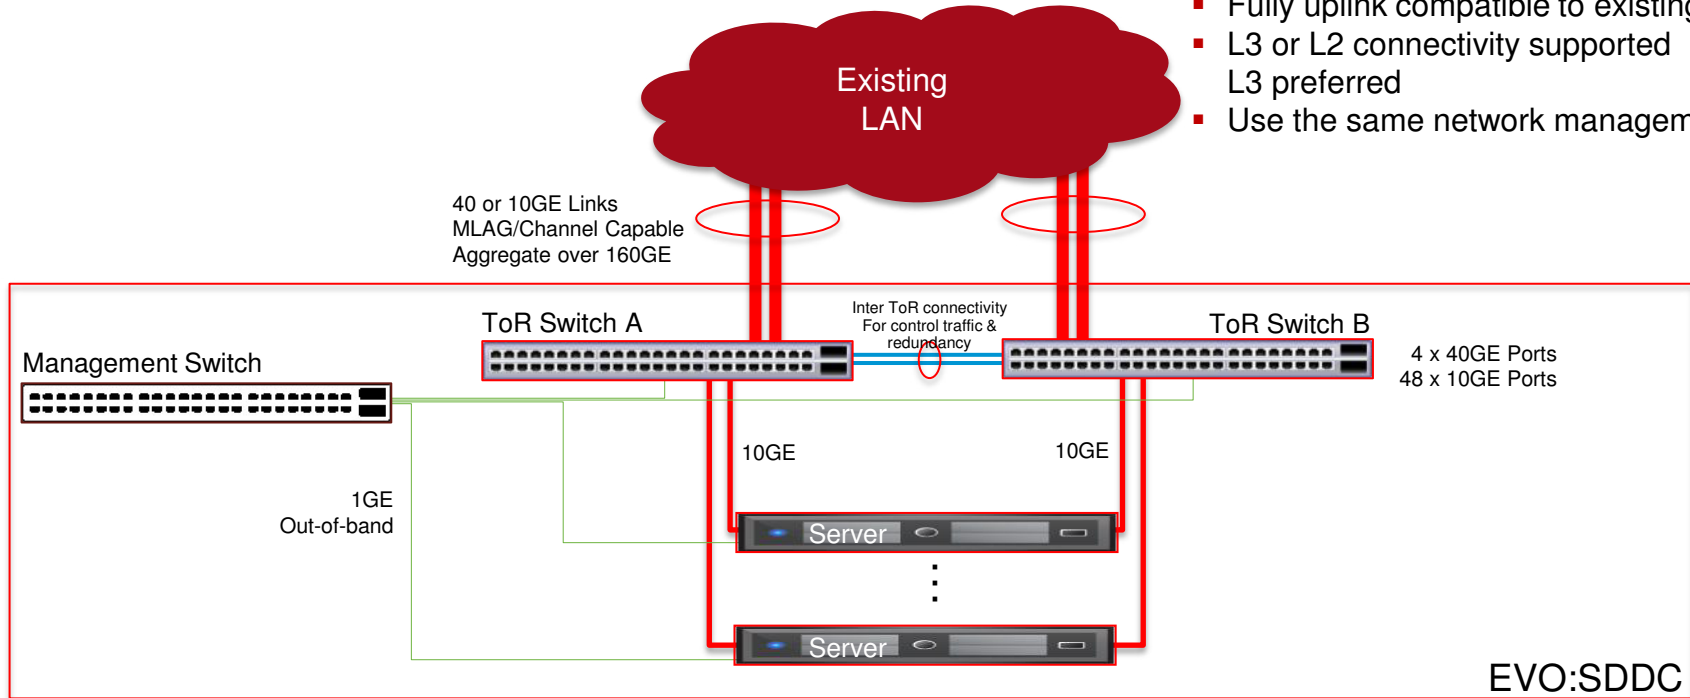 Fully uplink compatible to existing
L3 or L2 connectivity supported
L3 preferred
Use the same network managem
Existing
LAN
40 or 10GE Links
MLAG/Channel Capable
Aggregate over 160GE
Inter ToR connectivity
For control traffic &
redundancy
ToR Switch A
ToR Switch B
Management Switch
4 x 40GE Ports
48 x 10GE Ports
10GE
10GE
1GE
Out-of-band
Server
Server
EVO:SDDC